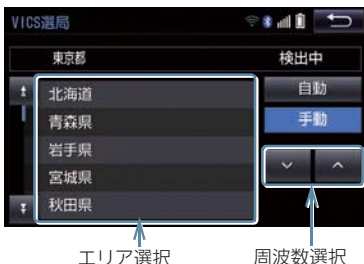 VICS選局
東京都
検出中
北海道
青森県
岩手県
宮城県
秋田県
自動
手動
エリア選択
周波数選択